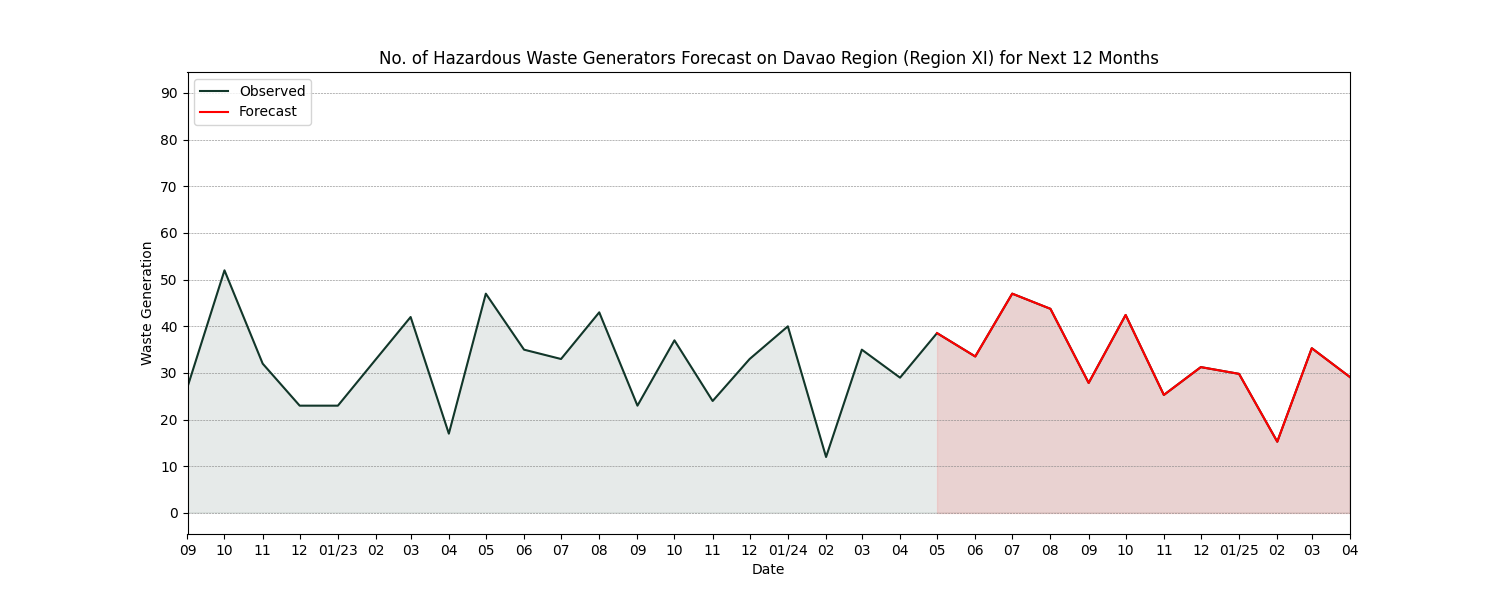 No. of Hazardous Waste Generators Forecast on Davao Region (Region XI) for Next 12 Months
Observed
Forecast
90
80
70
60
50
40
30
20
10
0
Waste Generation
09 10 11 12 01/23 02 03 04 05 06 07 08 09 10 11 12 01/24 02 03 04 05 06 07 08 09 10 11 12 01/25 02 03 04
Date